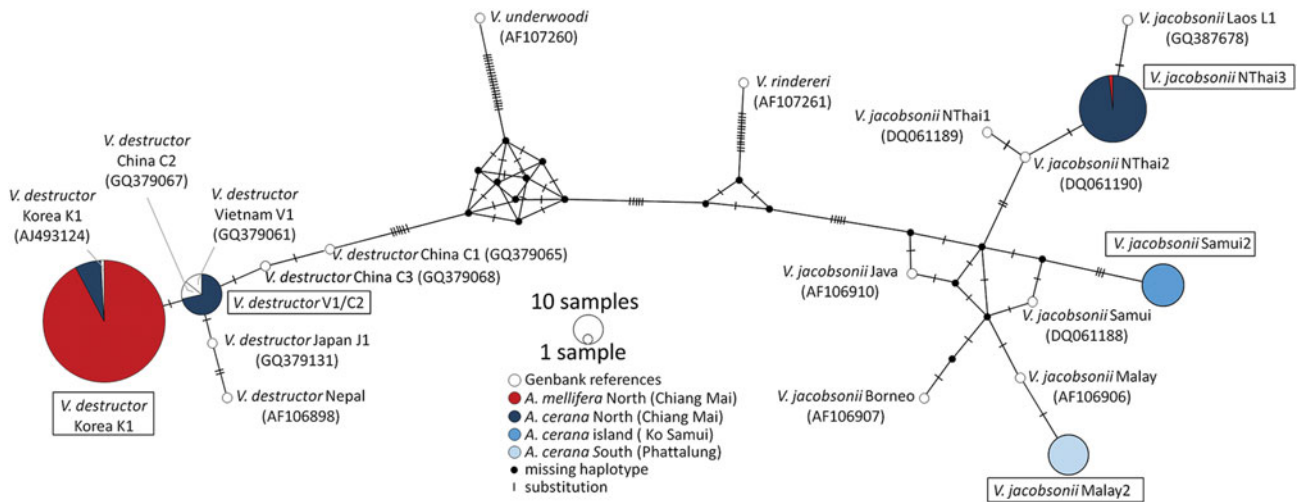 V. underwoodi
(AF107260)
V. rindereri
(AF107261)
V. jacobsonii Laos L1
(GQ387678)
V. jacobsonii NThai3
V. jacobsonii NThai1
(DQ061189)
V. jacobsonii NThai2
(DQ061190)
V. destructor
China C2
(GQ379067)
V. destructor
Korea K1
(AJ493124)
V. destructor
Vietnam V1
(GQ379061)
V. destructor China C1 (GQ379065)
V. destructor China C3 (GQ379068)
V. destructor V1/C2
V. destructor Japan J1
(GQ379131)
V. destructor Nepal
(AF106898)
V. destructor
Korea K1
V. jacobsonii Java
(AF106910)
V. jacobsonii Samui2
V. jacobsonii Samui
(DQ061188)
V. jacobsonii Borneo
(AF106907)
V. jacobsonii Malay
(AF106906)
V. jacobsonii Malay2
10 samples
1 sample
Genbank references
A. mellifera North (Chiang Mai)
A. cerana North (Chiang Mai)
A. cerana island ( Ko Samui)
A. cerana South (Phattalung)
missing haplotype
substitution